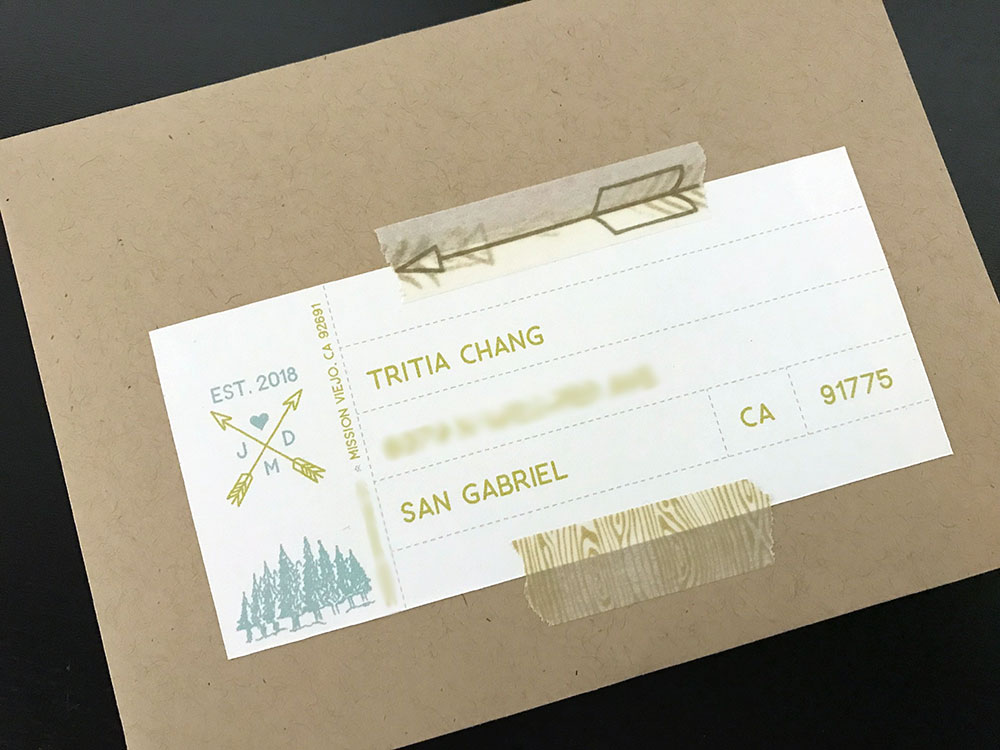 EST. 2018
J D
M
MISSION VIEJO, CA 92691
TRITIA CHANG
SAN GABRIEL
CA
91775